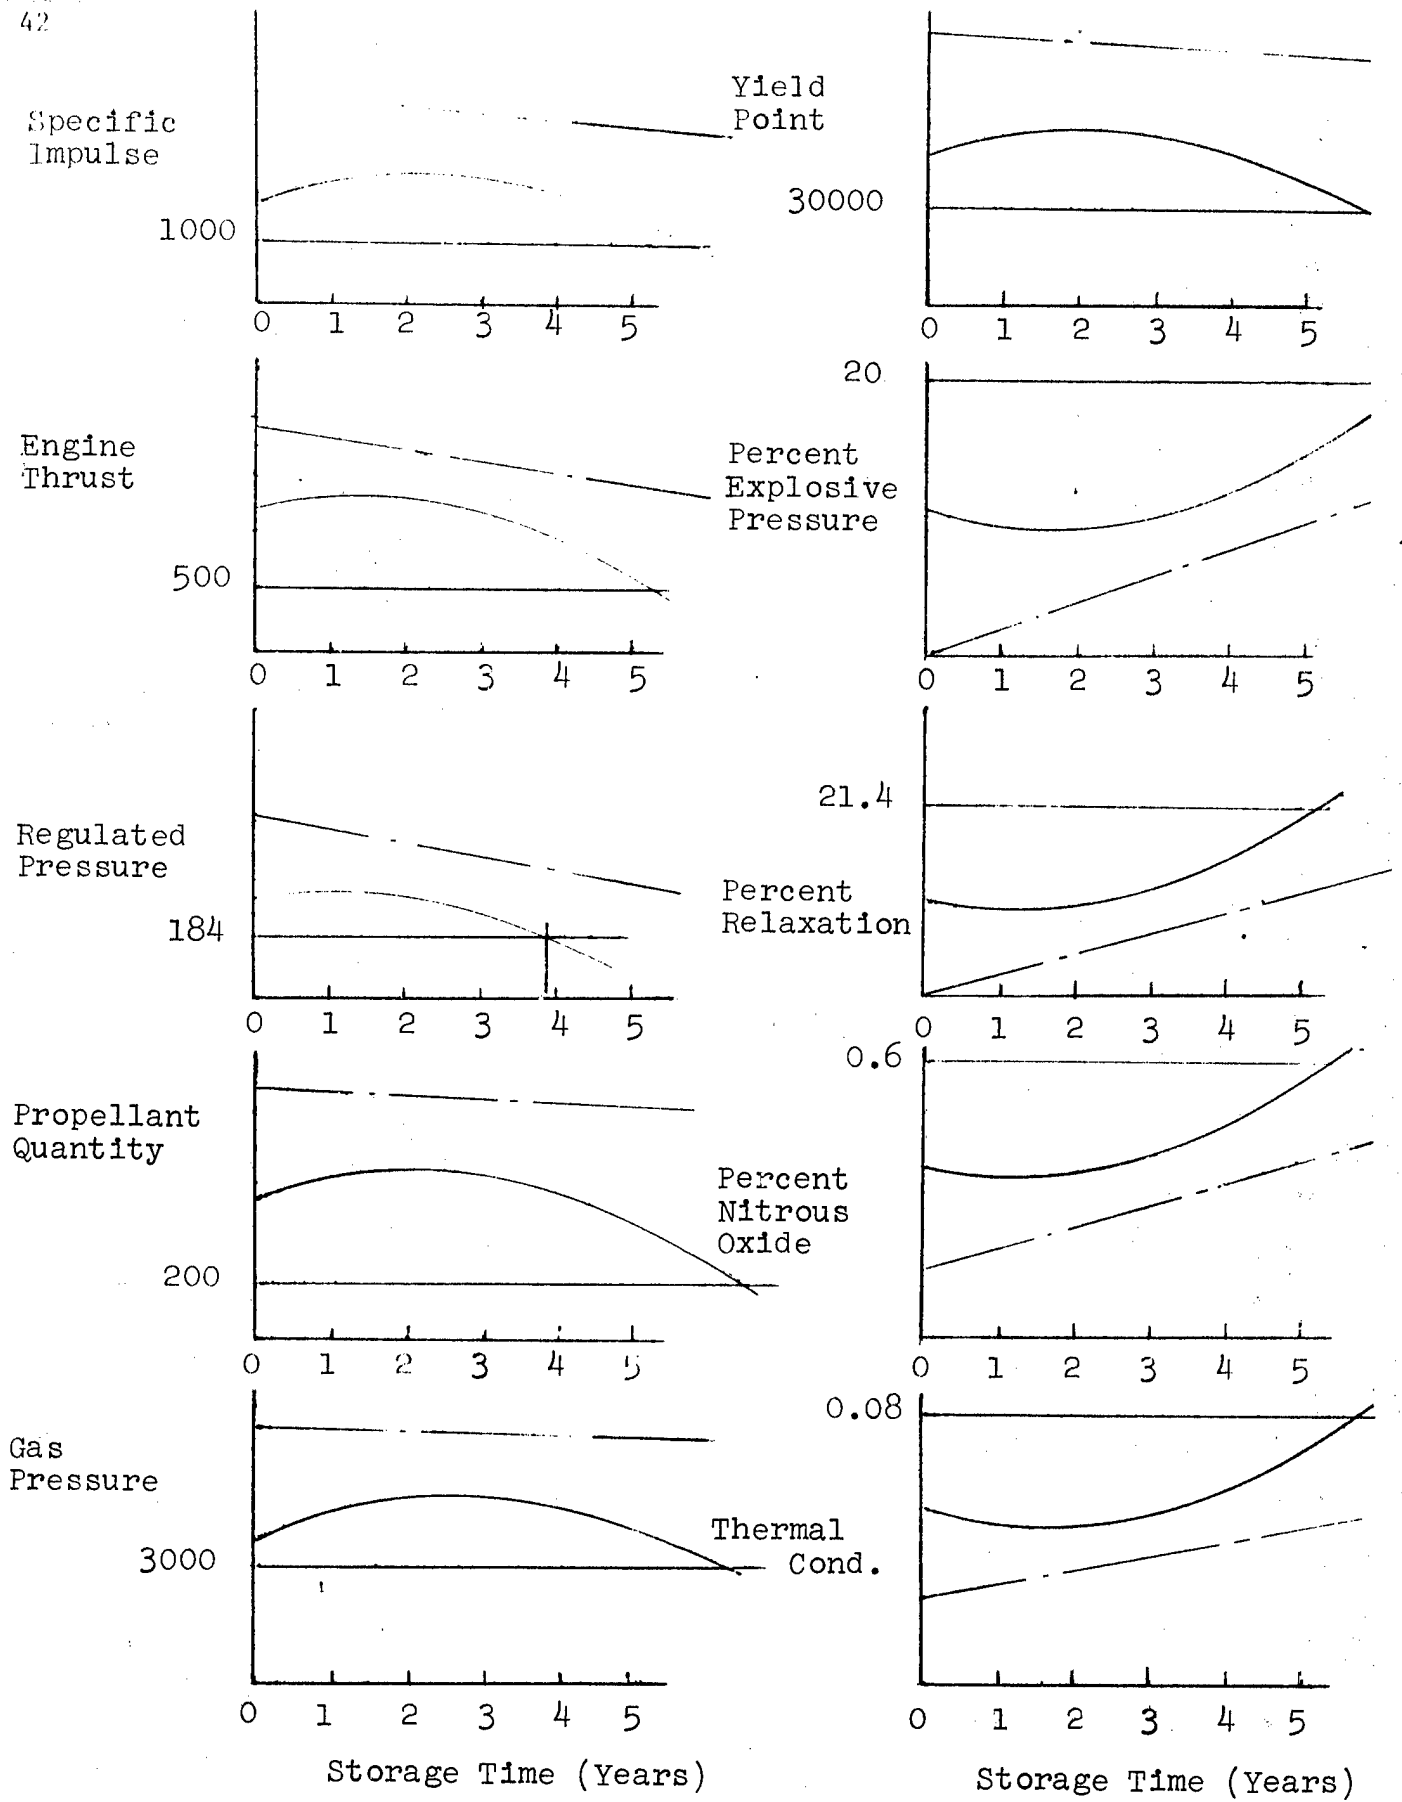 42
Specific
Impulse
1000
0 1 2 3 4 5
Engine
Thrust
500
0 1 2 3 4 5
Regulated
Pressure
184
0 1 2 3 4 5
Propellant
Quantity
200
0 1 2 3 4 5
Gas
Pressure
3000
0 1 2 3 4 5
Storage Time (Years)
Yield
Point
30000
0 1 2 3 4 5
20
Percent
Explosive
Pressure
0 1 2 3 4 5
21.4
Percent
Relaxation
0 1 2 3 4 5
0.6
Percent
Nitrous
Oxide
0 1 2 3 4 5
0.08
Thermal
Cond.
0 1 2 3 4 5
Storage Time (Years)